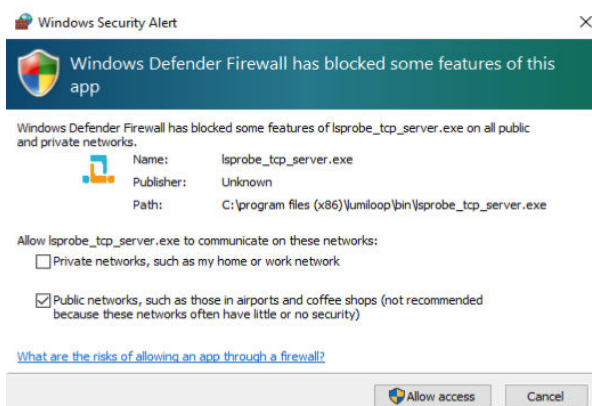 Windows Security Alert
Windows Defender Firewall has blocked some features of this
app
Windows Defender Firewall has blocked some features of lsprobe_tcp_server.exe on all public
and private networks.
Name: lsprobe_tcp_server.exe
Publisher: Unknown
Path: C:\program files (x86)\lumiloop\bin\lsprobe_tcp_server.exe
Allow lsprobe_tcp_server.exe to communicate on these networks:
Private networks, such as my home or work network
Public networks, such as those in airports and coffee shops (not recommended
because these networks often have little or no security)
What are the risks of allowing an app through a firewall?
Allow access Cancel